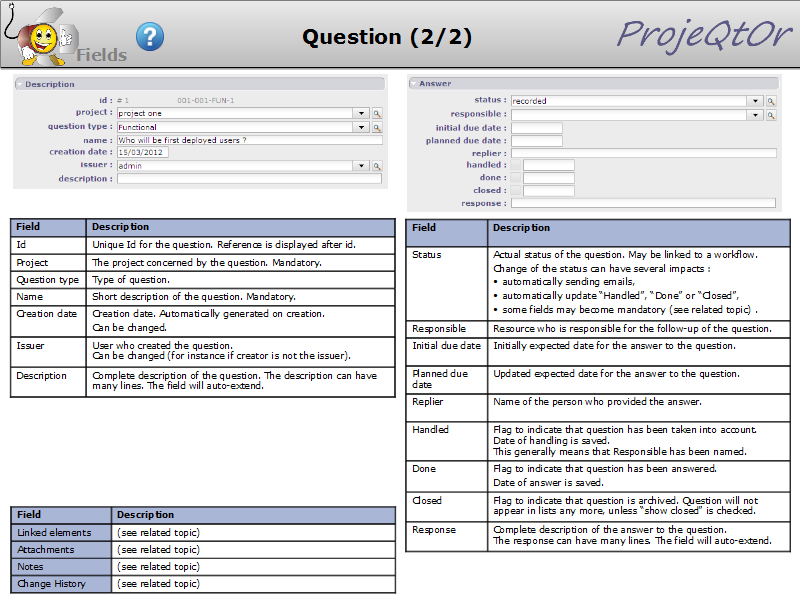 Fields
?
Question (2/2)
ProjeQtOr
Description
id : # 1 001-001-FUN-1
project : project one
question type : Functional
name : Who will be first deployed users ?
creation date : 15/03/2012
issuer : admin
description :
Answer
status : recorded
responsible :
initial due date :
planned due date :
replier :
handled :
done :
closed :
response :
Field Description
Id Unique Id for the question. Reference is displayed after id.
Project The project concerned by the question. Mandatory.
Question type Type of question.
Name Short description of the question. Mandatory.
Creation date Creation date. Automatically generated on creation.
Can be changed.
Issuer User who created the question.
Can be changed (for instance if creator is not the issuer).
Description Complete description of the question. The description can have
many lines. The field will auto-extend.
Field Description
Linked elements (see related topic)
Attachments (see related topic)
Notes (see related topic)
Change History (see related topic)
Field Description
Status Actual status of the question. May be linked to a workflow.
Change of the status can have several impacts :
• automatically sending emails,
• automatically update “Handled”, “Done” or “Closed”,
• some fields may become mandatory (see related topic) .
Responsible Resource who is responsible for the follow-up of the question.
Initial due date Initially expected date for the answer to the question.
Planned due Updated expected date for the answer to the question.
date
Replier Name of the person who provided the answer.
Handled Flag to indicate that question has been taken into account.
Date of handling is saved.
This generally means that Responsible has been named.
Done Flag to indicate that question has been answered.
Date of answer is saved.
Closed Flag to indicate that question is archived. Question will not
appear in lists any more, unless “show closed” is checked.
Response Complete description of the answer to the question.
The response can have many lines. The field will auto-extend.